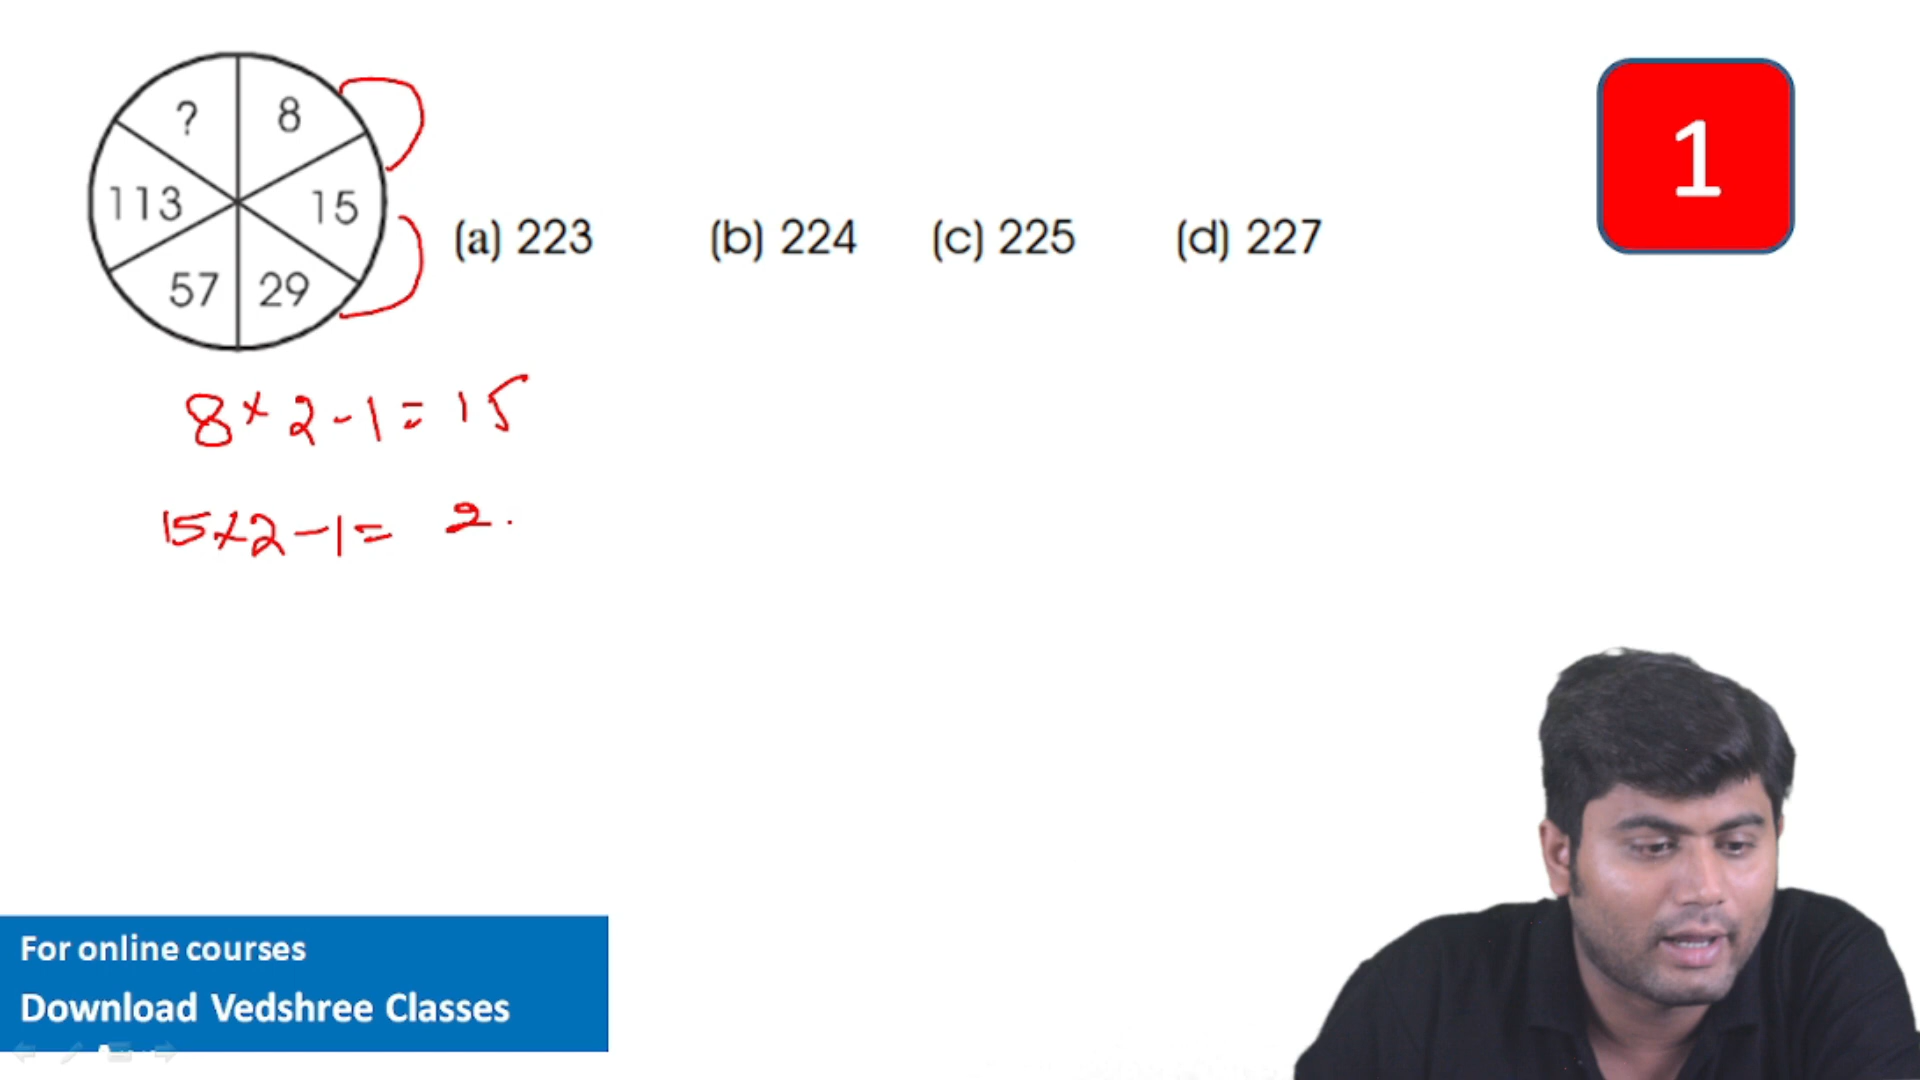 ? 8
113 15
57 29
(a) 223 (b) 224 (c) 225 (d) 227
1
8 × 2 - 1 = 15
15 × 2 - 1 = 2
For online courses
Download Vedshree Classes